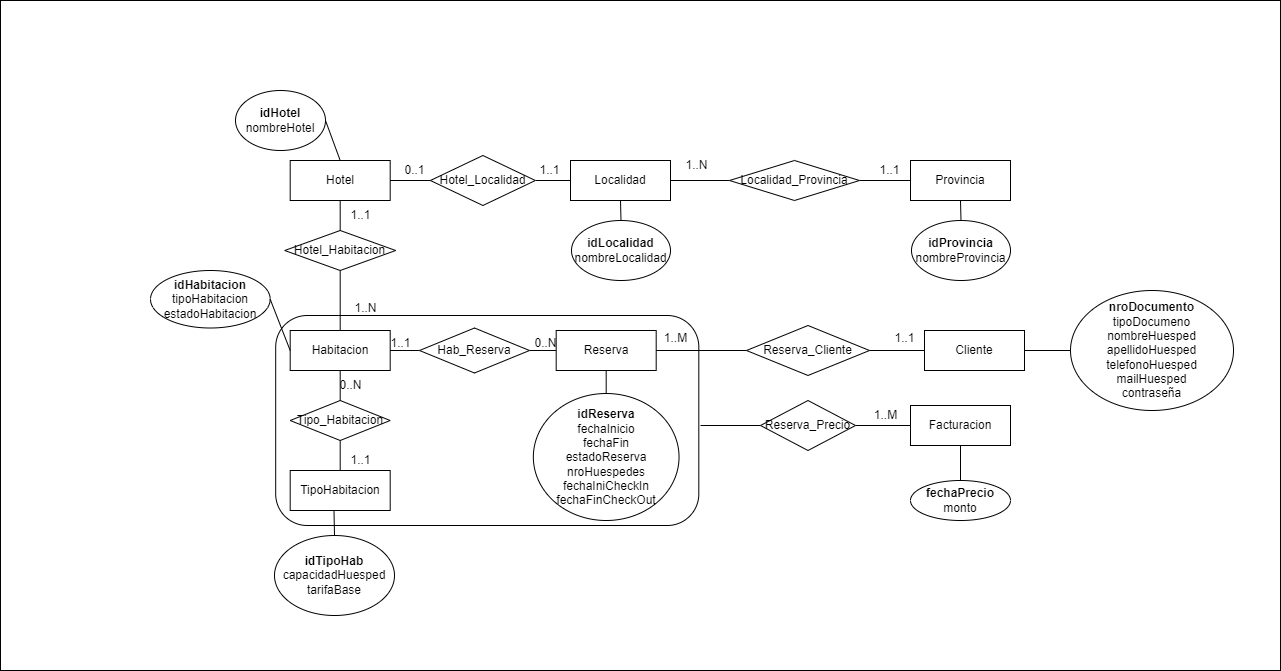 idHotel
nombreHotel
Hotel
0..1
Hotel_Localidad
1..1
Localidad
1..N
Localidad_Provincia
1..1
Provincia
1..1
Hotel_Habitacion
idLocalidad
nombreLocalidad
idProvincia
nombreProvincia
idHabitacion
tipoHabitacion
estadoHabitacion
1..N
Habitacion
1..1
Hab_Reserva
0..N
Reserva
1..M
Reserva_Cliente
1..1
Cliente
nroDocumento
tipoDocumeno
nombreHuesped
apellidoHuesped
telefonoHuesped
mailHuesped
contraseña
0..N
Tipo_Habitacion
1..1
TipoHabitacion
idReserva
fechaInicio
fechaFin
estadoReserva
nroHuespedes
fechaIniCheckIn
fechaFinCheckOut
Reserva_Precio
1..M
Facturacion
fechaPrecio
monto
idTipoHab
capacidadHuesped
tarifaBase